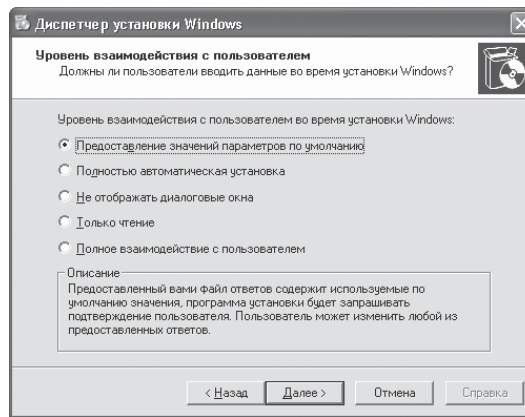 Диспетчер установки Windows
Уровень взаимодействия с пользователем
Должны ли пользователи вводить данные во время установки Windows?
Уровень взаимодействия с пользователем во время установки Windows:
Предоставление значений параметров по умолчанию
Полностью автоматическая установка
Не отображать диалоговые окна
Только чтение
Полное взаимодействие с пользователем
Описание
Предоставленный вами файл ответов содержит используемые по
умолчанию значения, программа установки будет запрашивать
подтверждение пользователя. Пользователь может изменить любой из
предоставленных ответов.
< Назад Далее > Отмена Справка